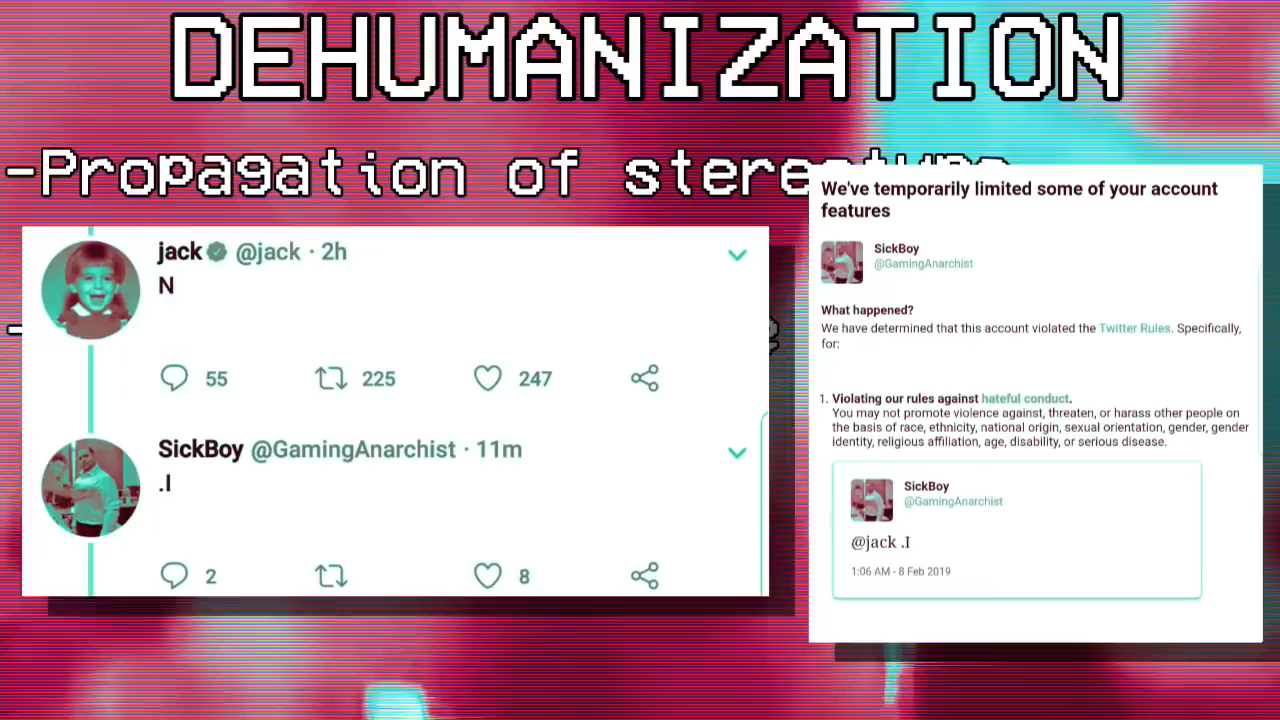 DEHUMANIZATION
-Propagation of
jack @jack · 2h
N
55 225 247
SickBoy @GamingAnarchist · 11m
.I
2 8
We've temporarily limited some of your account
features
SickBoy
@GamingAnarchist
What happened?
We have determined that this account violated the Twitter Rules. Specifically,
for:
1. Violating our rules against hateful conduct.
You may not promote violence against, threaten, or harass other people on
the basis of race, ethnicity, national origin, sexual orientation, gender, gender
identity, religious affiliation, age, disability, or serious disease.
SickBoy
@GamingAnarchist
@jack .I
1:06 AM - 8 Feb 2019